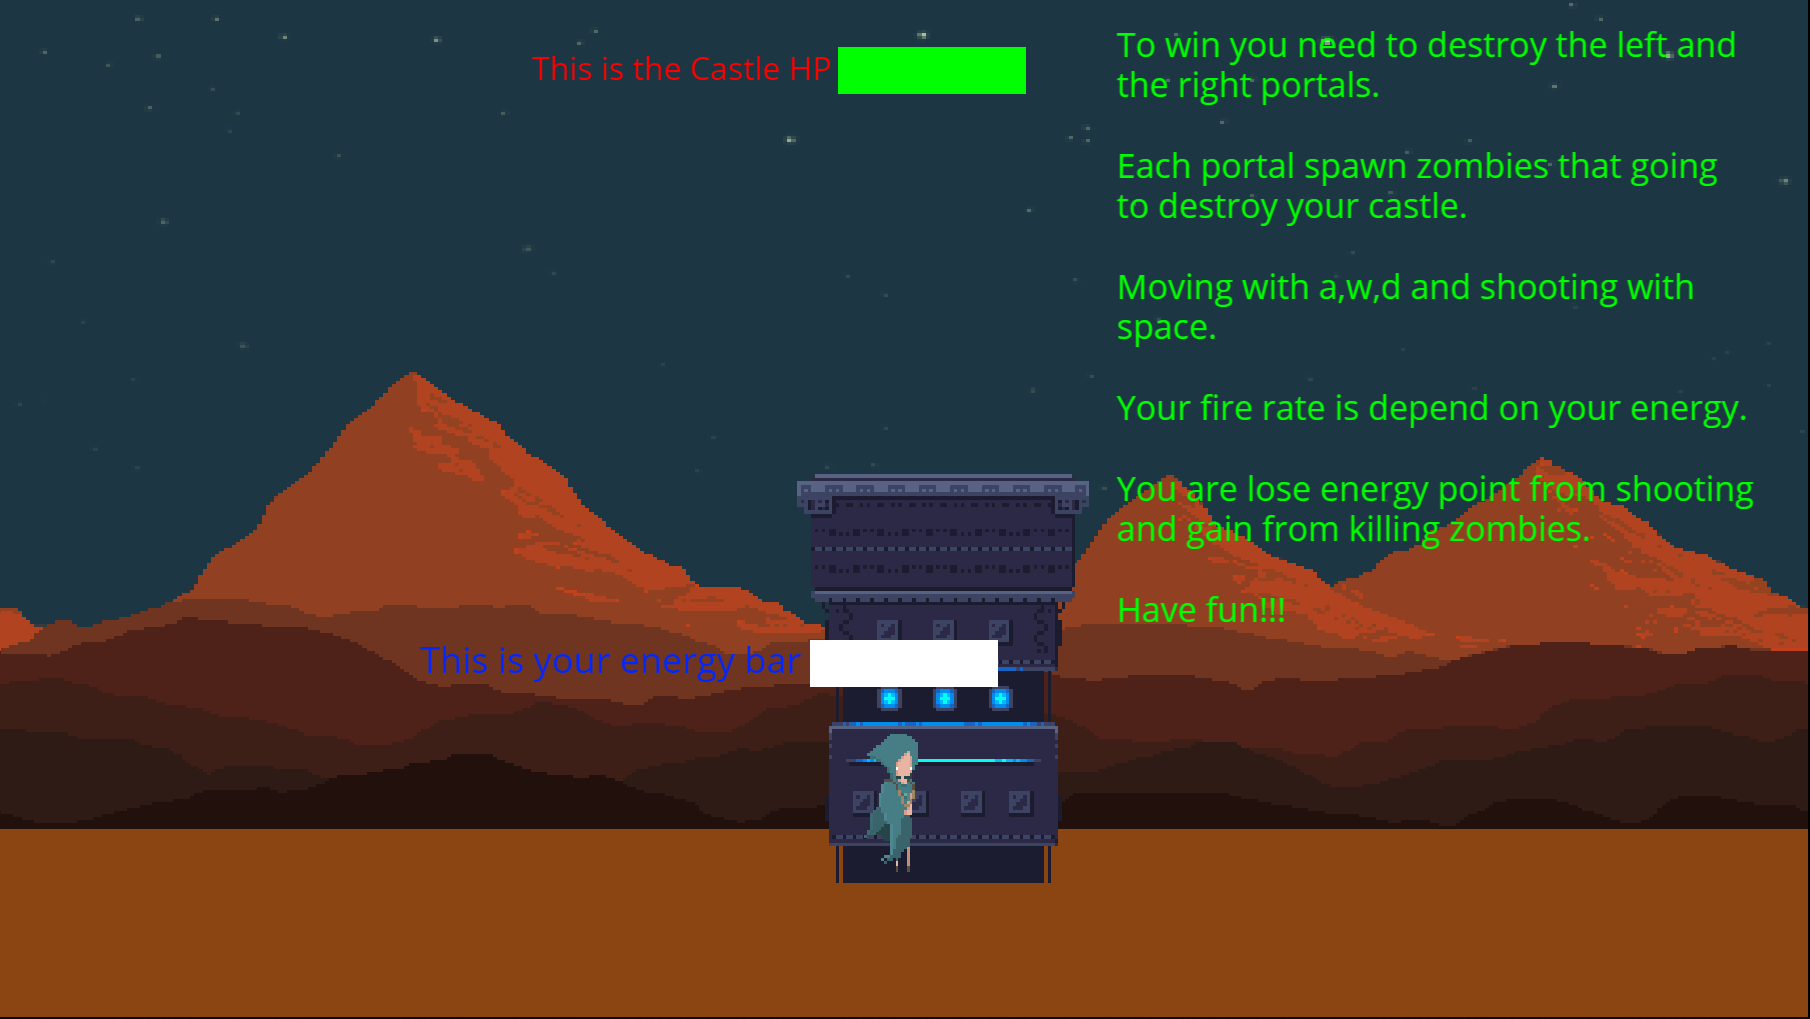 This is the Castle HP
To win you need to destroy the left and
the right portals.
Each portal spawn zombies that going
to destroy your castle.
Moving with a,w,d and shooting with
space.
Your fire rate is depend on your energy.
You are lose energy point from shooting
and gain from killing zombies.
Have fun!!!
This is your energy bar